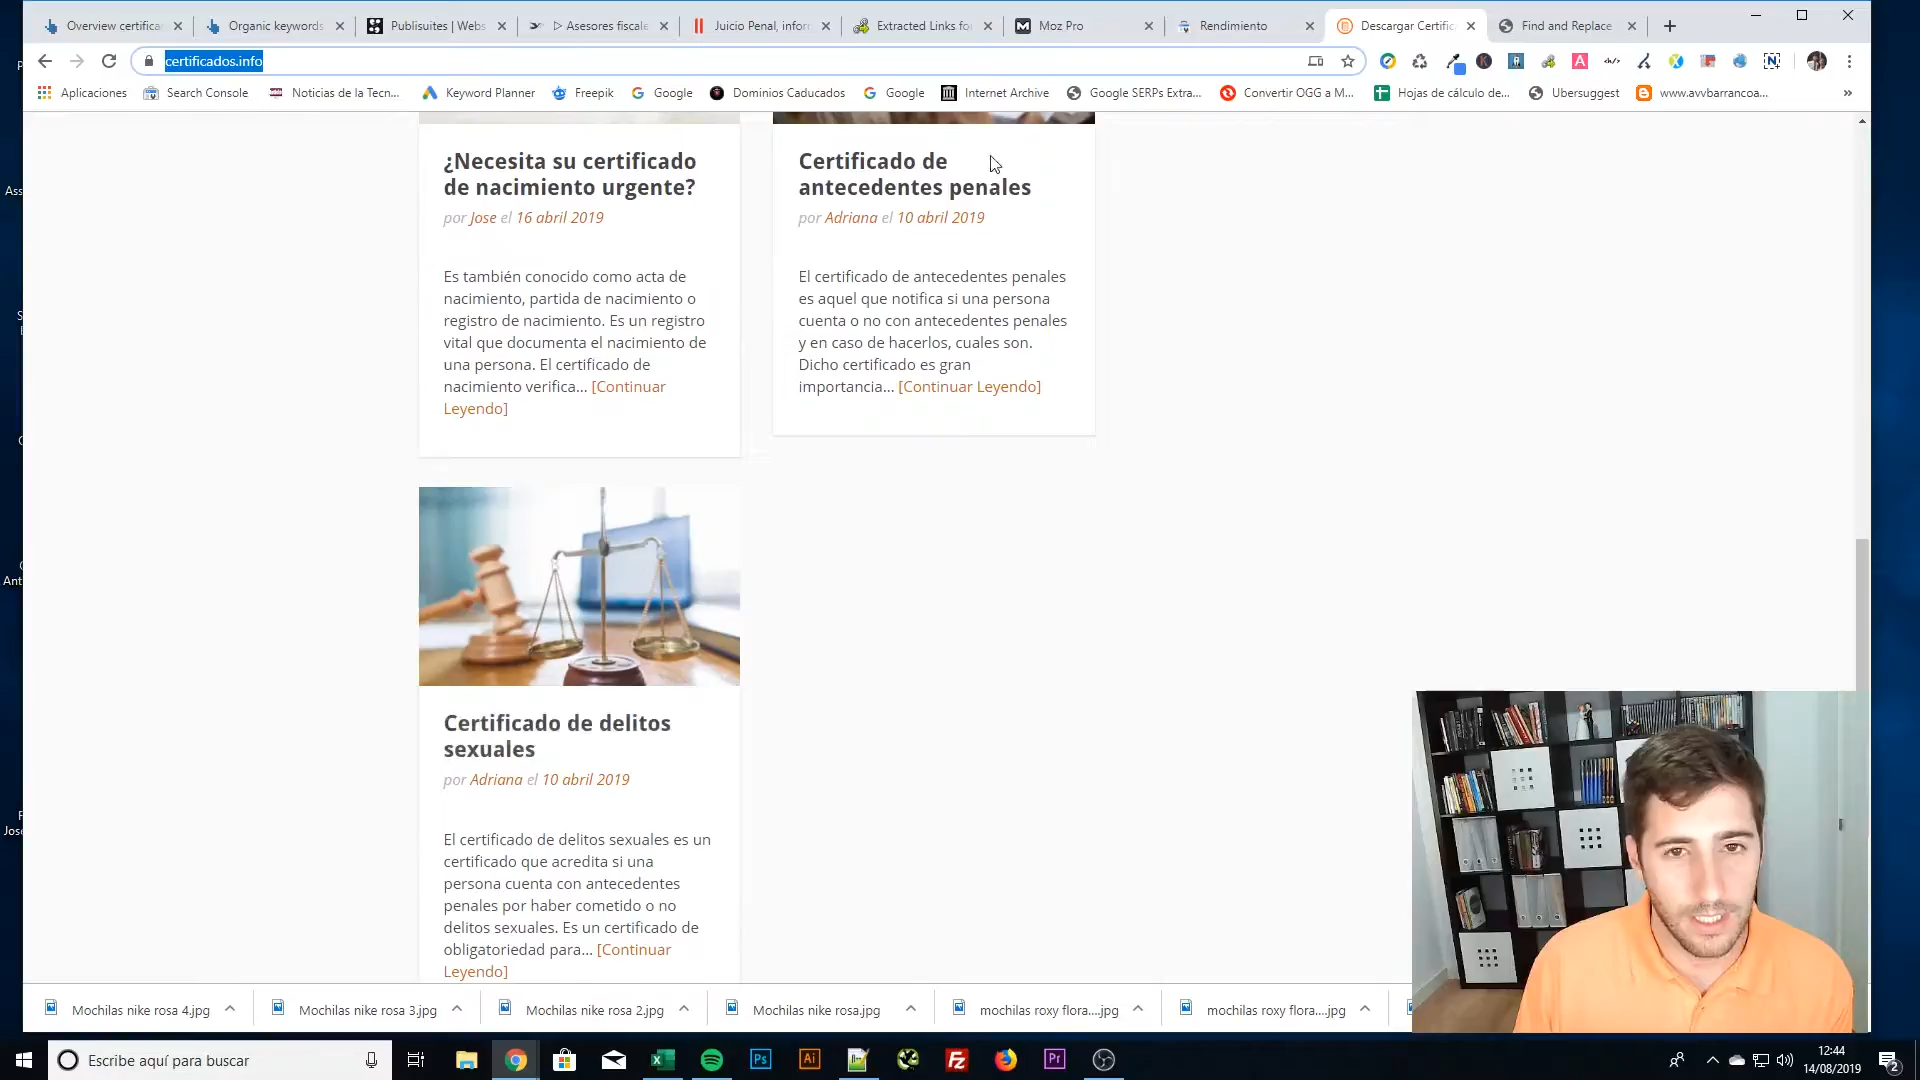 Overview certifica
Organic keywords
Publisuites | Webs
▷ Asesores fiscale
Juicio Penal, inform
Extracted Links fo
Moz Pro
Rendimiento
Descargar Certific
Find and Replace
certificados.info
Aplicaciones
Search Console
Noticias de la Tecn...
Keyword Planner
Freepik
Google
Dominios Caducados
Google
Internet Archive
Google SERPs Extra...
Convertir OGG a M...
Hojas de cálculo de...
Ubersuggest
www.avvbarrancoa...
¿Necesita su certificado
de nacimiento urgente?
por Jose el 16 abril 2019
Es también conocido como acta de
nacimiento, partida de nacimiento o
registro de nacimiento. Es un registro
vital que documenta el nacimiento de
una persona. El certificado de
nacimiento verifica... [Continuar
Leyendo]
Certificado de
antecedentes penales
por Adriana el 10 abril 2019
El certificado de antecedentes penales
es aquel que notifica si una persona
cuenta o no con antecedentes penales
y en caso de hacerlos, cuales son.
Dicho certificado es gran
importancia... [Continuar Leyendo]
Certificado de delitos
sexuales
por Adriana el 10 abril 2019
El certificado de delitos sexuales es un
certificado que acredita si una
persona cuenta con antecedentes
penales por haber cometido o no
delitos sexuales. Es un certificado de
obligatoriedad para... [Continuar
Leyendo]
Mochilas nike rosa 4.jpg
Mochilas nike rosa 3.jpg
Mochilas nike rosa 2.jpg
Mochilas nike rosa.jpg
mochilas roxy flora....jpg
mochilas roxy flora....jpg
Escribe aquí para buscar
12:44
14/08/2019
2